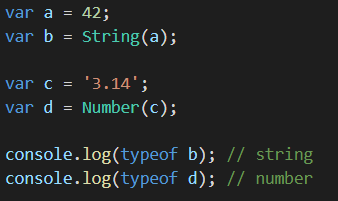 var a = 42;
var b = String(a);
var c = '3.14';
var d = Number(c);
console.log(typeof b); // string
console.log(typeof d); // number